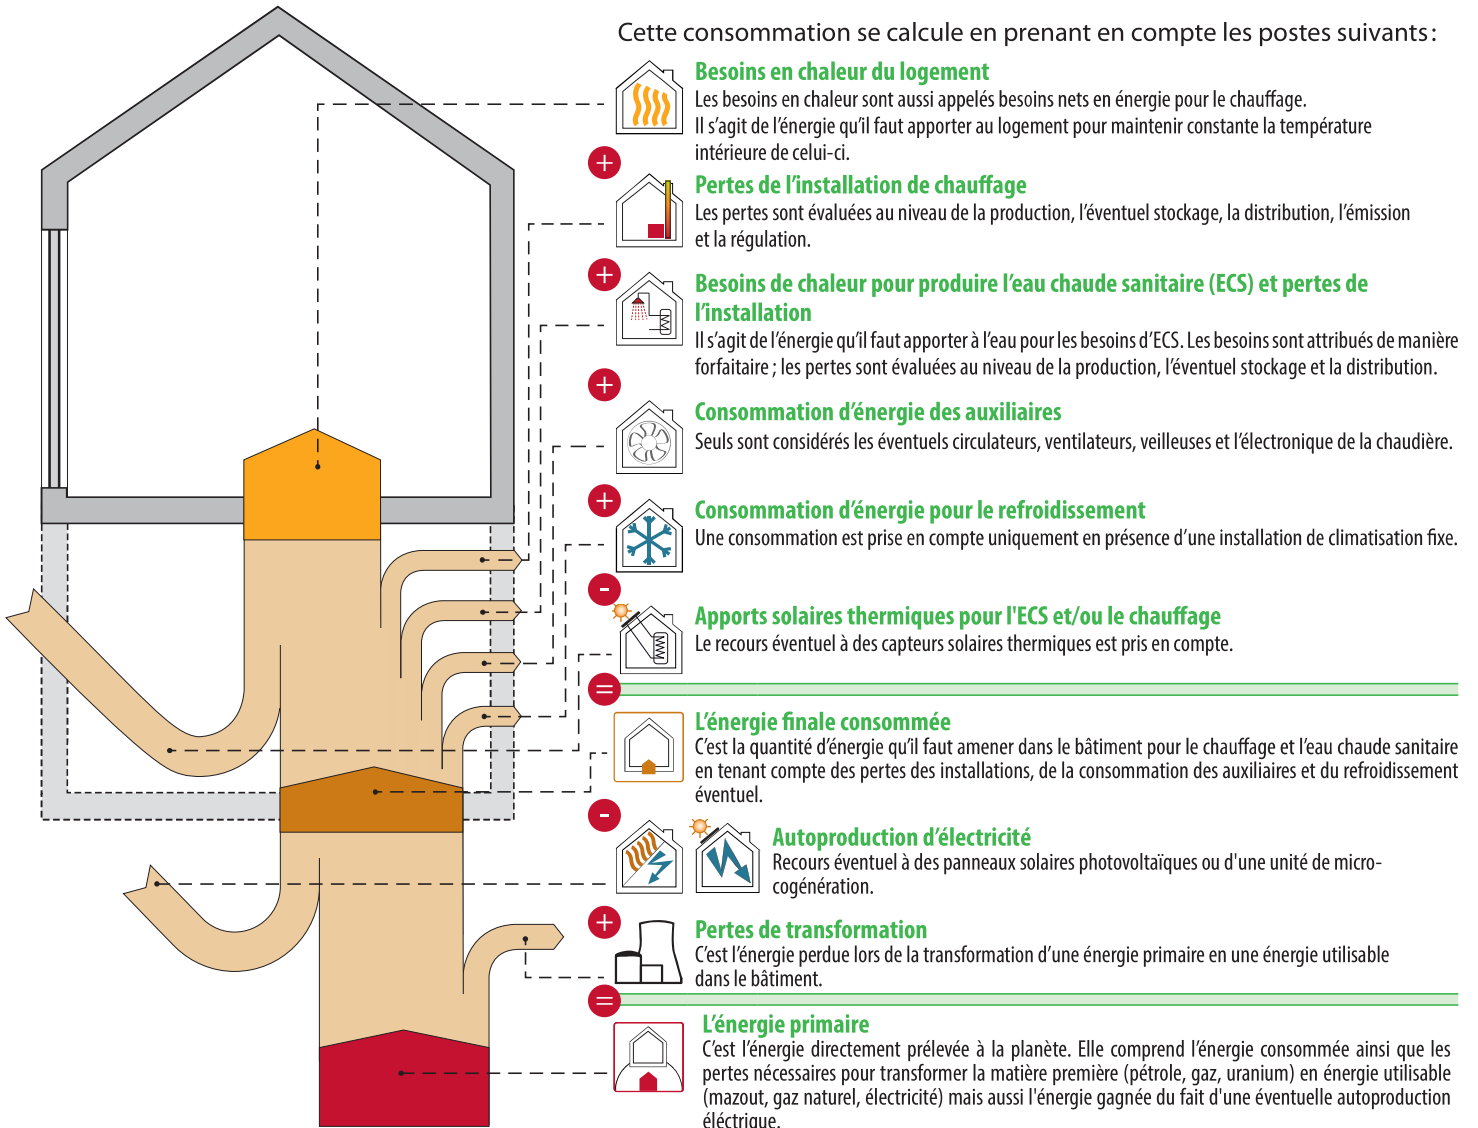 Cette consommation se calcule en prenant en compte les postes suivants :
Besoins en chaleur du logement
Les besoins en chaleur sont aussi appelés besoins nets en énergie pour le chauffage.
Il s’agit de l’énergie qu’il faut apporter au logement pour maintenir constante la température
intérieure de celui-ci.
+
Pertes de l’installation de chauffage
Les pertes sont évaluées au niveau de la production, l’éventuel stockage, la distribution, l’émission
et la régulation.
+
Besoins de chaleur pour produire l’eau chaude sanitaire (ECS) et pertes de
l’installation
Il s’agit de l’énergie qu’il faut apporter à l’eau pour les besoins d’ECS. Les besoins sont attribués de manière
forfaitaire ; les pertes sont évaluées au niveau de la production, l’éventuel stockage et la distribution.
+
Consommation d’énergie des auxiliaires
Seuls sont considérés les éventuels circulateurs, ventilateurs, veilleuses et l’électronique de la chaudière.
+
Consommation d’énergie pour le refroidissement
Une consommation est prise en compte uniquement en présence d’une installation de climatisation fixe.
-
Apports solaires thermiques pour l'ECS et/ou le chauffage
Le recours éventuel à des capteurs solaires thermiques est pris en compte.
=
L’énergie finale consommée
C’est la quantité d’énergie qu’il faut amener dans le bâtiment pour le chauffage et l’eau chaude sanitaire
en tenant compte des pertes des installations, de la consommation des auxiliaires et du refroidissement
éventuel.
-
Autoproduction d’électricité
Recours éventuel à des panneaux solaires photovoltaïques ou d'une unité de micro-
cogénération.
+
Pertes de transformation
C’est l’énergie perdue lors de la transformation d’une énergie primaire en une énergie utilisable
dans le bâtiment.
=
L’énergie primaire
C’est l’énergie directement prélevée à la planète. Elle comprend l’énergie consommée ainsi que les
pertes nécessaires pour transformer la matière première (pétrole, gaz, uranium) en énergie utilisable
(mazout, gaz naturel, électricité) mais aussi l'énergie gagnée du fait d'une éventuelle autoproduction
éléctrique.